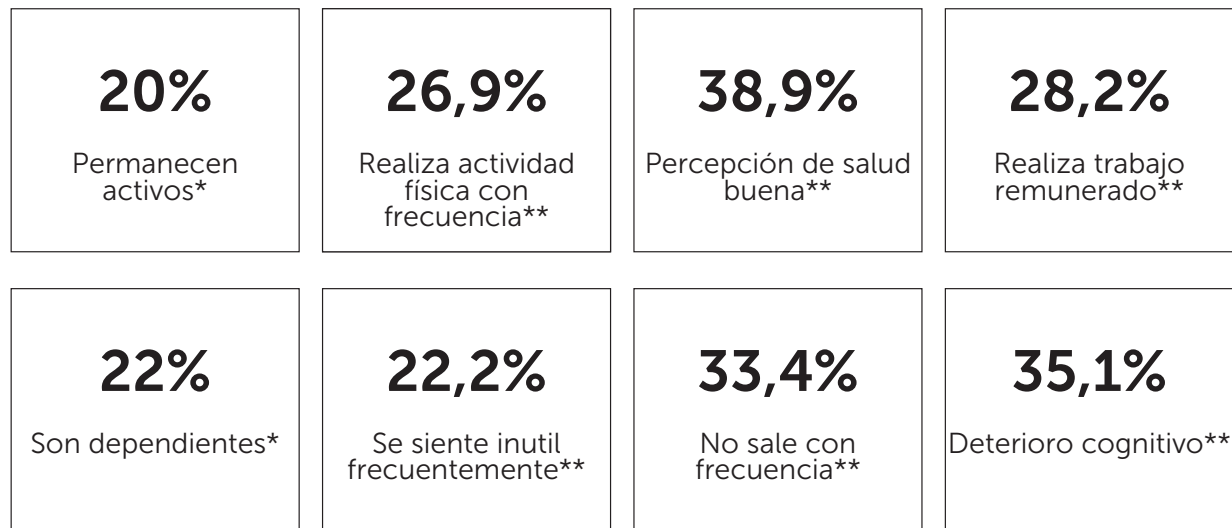 20%
Permanecen
activos*
26,9%
Realiza actividad
física con
frecuencia**
38,9%
Percepción de salud
buena**
28,2%
Realiza trabajo
remunerado**
22%
Son dependientes*
22,2%
Se siente inutil
frecuentemente**
33,4%
No sale con
frecuencia**
35,1%
Deterioro cognitivo**